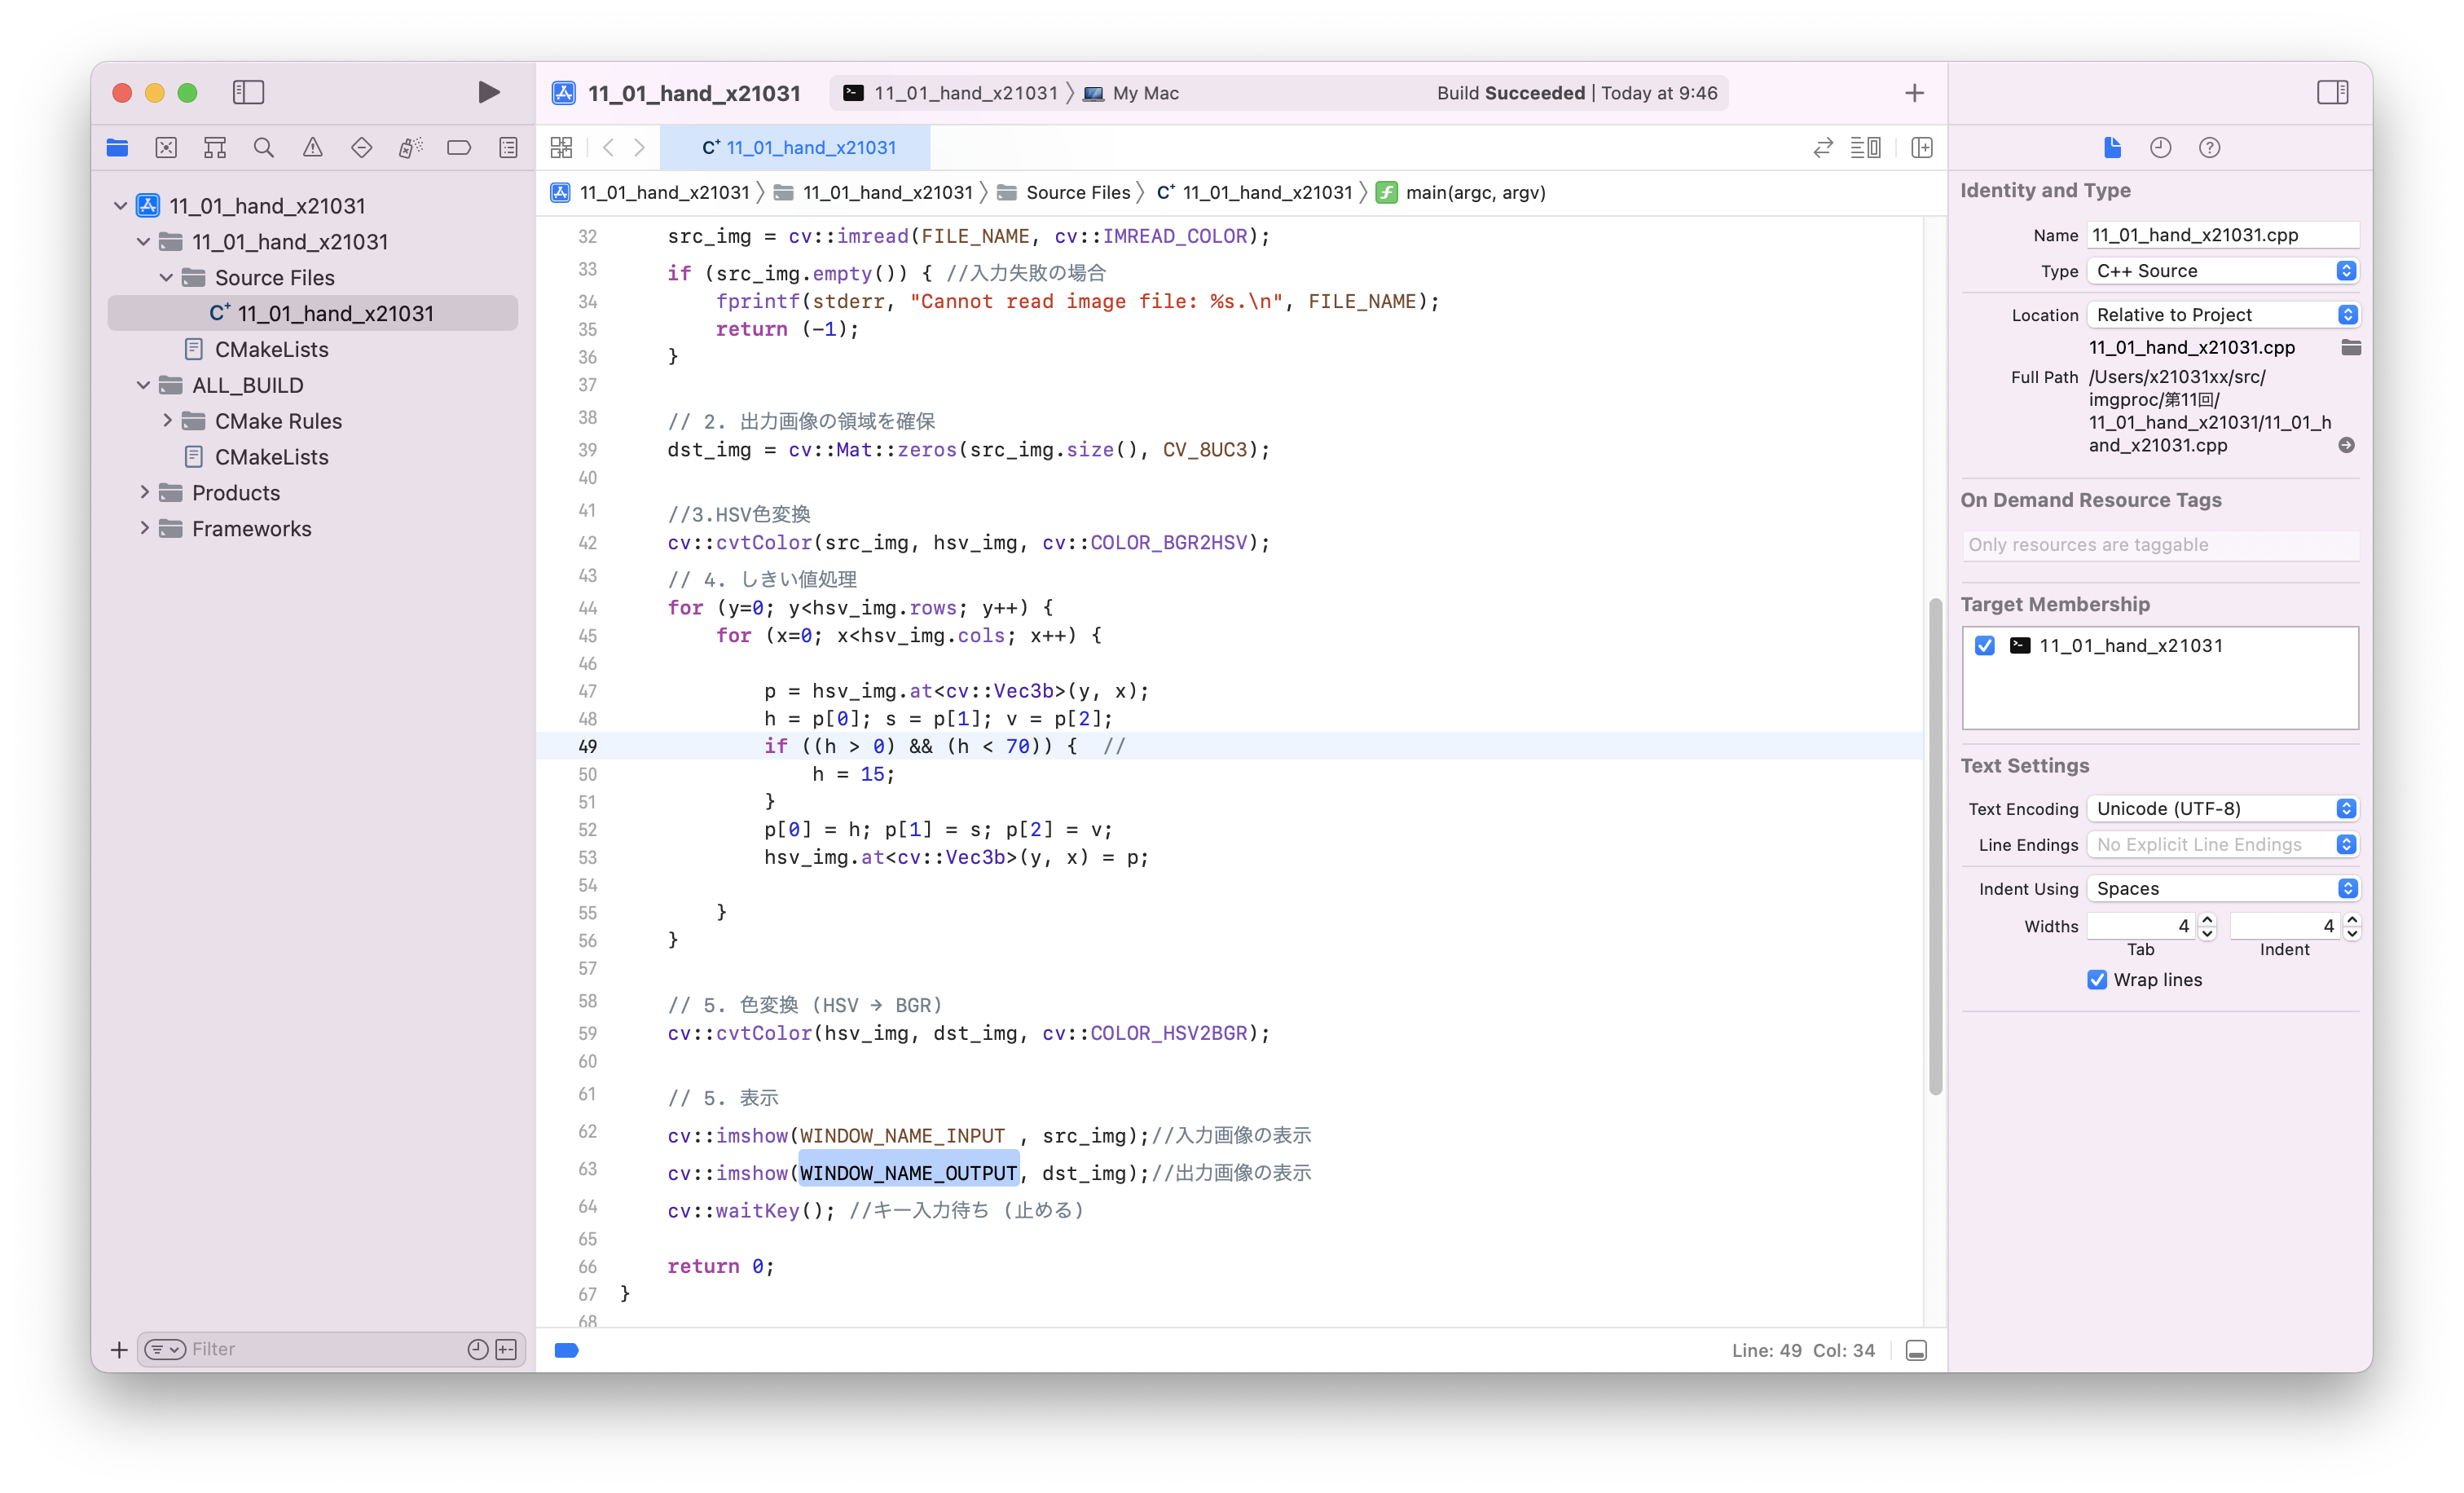 11_01_hand_x21031
11_01_hand_x21031 〉 My Mac
Build Succeeded | Today at 9:46
C⁺ 11_01_hand_x21031
11_01_hand_x21031 〉 11_01_hand_x21031 〉 Source Files 〉 C⁺ 11_01_hand_x21031 〉 f main(argc, argv)
11_01_hand_x21031
11_01_hand_x21031
Source Files
C⁺ 11_01_hand_x21031
CMakeLists
ALL_BUILD
CMake Rules
CMakeLists
Products
Frameworks
Filter
32 src_img = cv::imread(FILE_NAME, cv::IMREAD_COLOR);
33 if (src_img.empty()) { //入力失敗の場合
34 fprintf(stderr, "Cannot read image file: %s.\n", FILE_NAME);
35 return (-1);
36 }
37
38 // 2. 出力画像の領域を確保
39 dst_img = cv::Mat::zeros(src_img.size(), CV_8UC3);
40
41 //3.HSV色変換
42 cv::cvtColor(src_img, hsv_img, cv::COLOR_BGR2HSV);
43 // 4. しきい値処理
44 for (y=0; y<hsv_img.rows; y++) {
45 for (x=0; x<hsv_img.cols; x++) {
46
47 p = hsv_img.at<cv::Vec3b>(y, x);
48 h = p[0]; s = p[1]; v = p[2];
49 if ((h > 0) && (h < 70)) { //
50 h = 15;
51 }
52 p[0] = h; p[1] = s; p[2] = v;
53 hsv_img.at<cv::Vec3b>(y, x) = p;
54
55 }
56 }
57
58 // 5. 色変換 (HSV → BGR)
59 cv::cvtColor(hsv_img, dst_img, cv::COLOR_HSV2BGR);
60
61 // 5. 表示
62 cv::imshow(WINDOW_NAME_INPUT , src_img);//入力画像の表示
63 cv::imshow(WINDOW_NAME_OUTPUT, dst_img);//出力画像の表示
64 cv::waitKey(); //キー入力待ち (止める)
65
66 return 0;
67 }
68
Line: 49 Col: 34
Identity and Type
Name 11_01_hand_x21031.cpp
Type C++ Source
Location Relative to Project
11_01_hand_x21031.cpp
Full Path /Users/x21031xx/src/
imgproc/第11回/
11_01_hand_x21031/11_01_h
and_x21031.cpp
On Demand Resource Tags
Only resources are taggable
Target Membership
11_01_hand_x21031
Text Settings
Text Encoding Unicode (UTF-8)
Line Endings No Explicit Line Endings
Indent Using Spaces
Widths 4 4
Tab Indent
Wrap lines